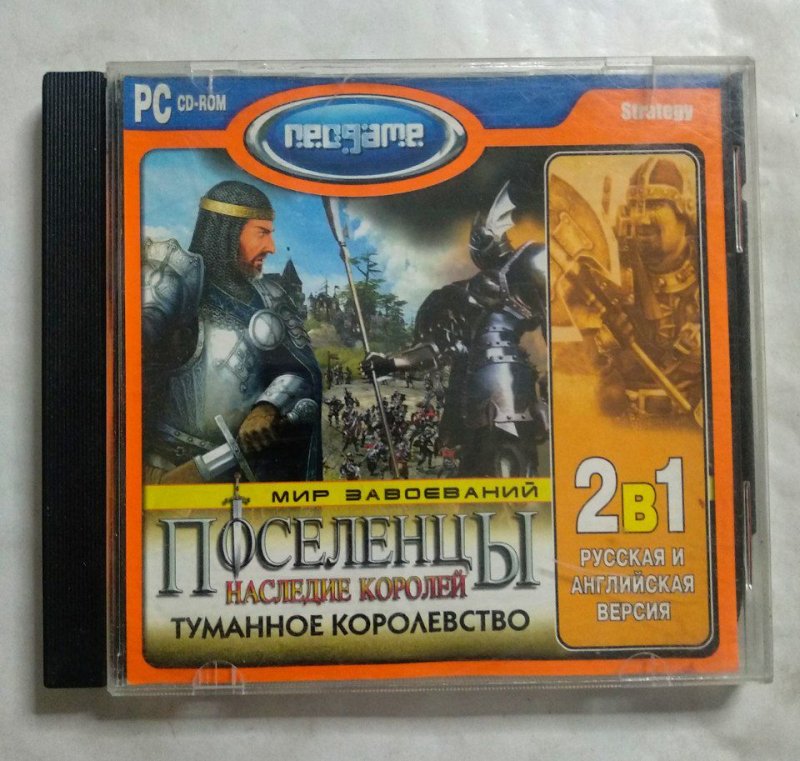 PC CD-ROM
neogame
Strategy
МИР ЗАВОЕВАНИЙ
ПОСЕЛЕНЦЫ
НАСЛЕДИЕ КОРОЛЕЙ
ТУМАННОЕ КОРОЛЕВСТВО
2в1
РУССКАЯ И
АНГЛИЙСКАЯ
ВЕРСИЯ